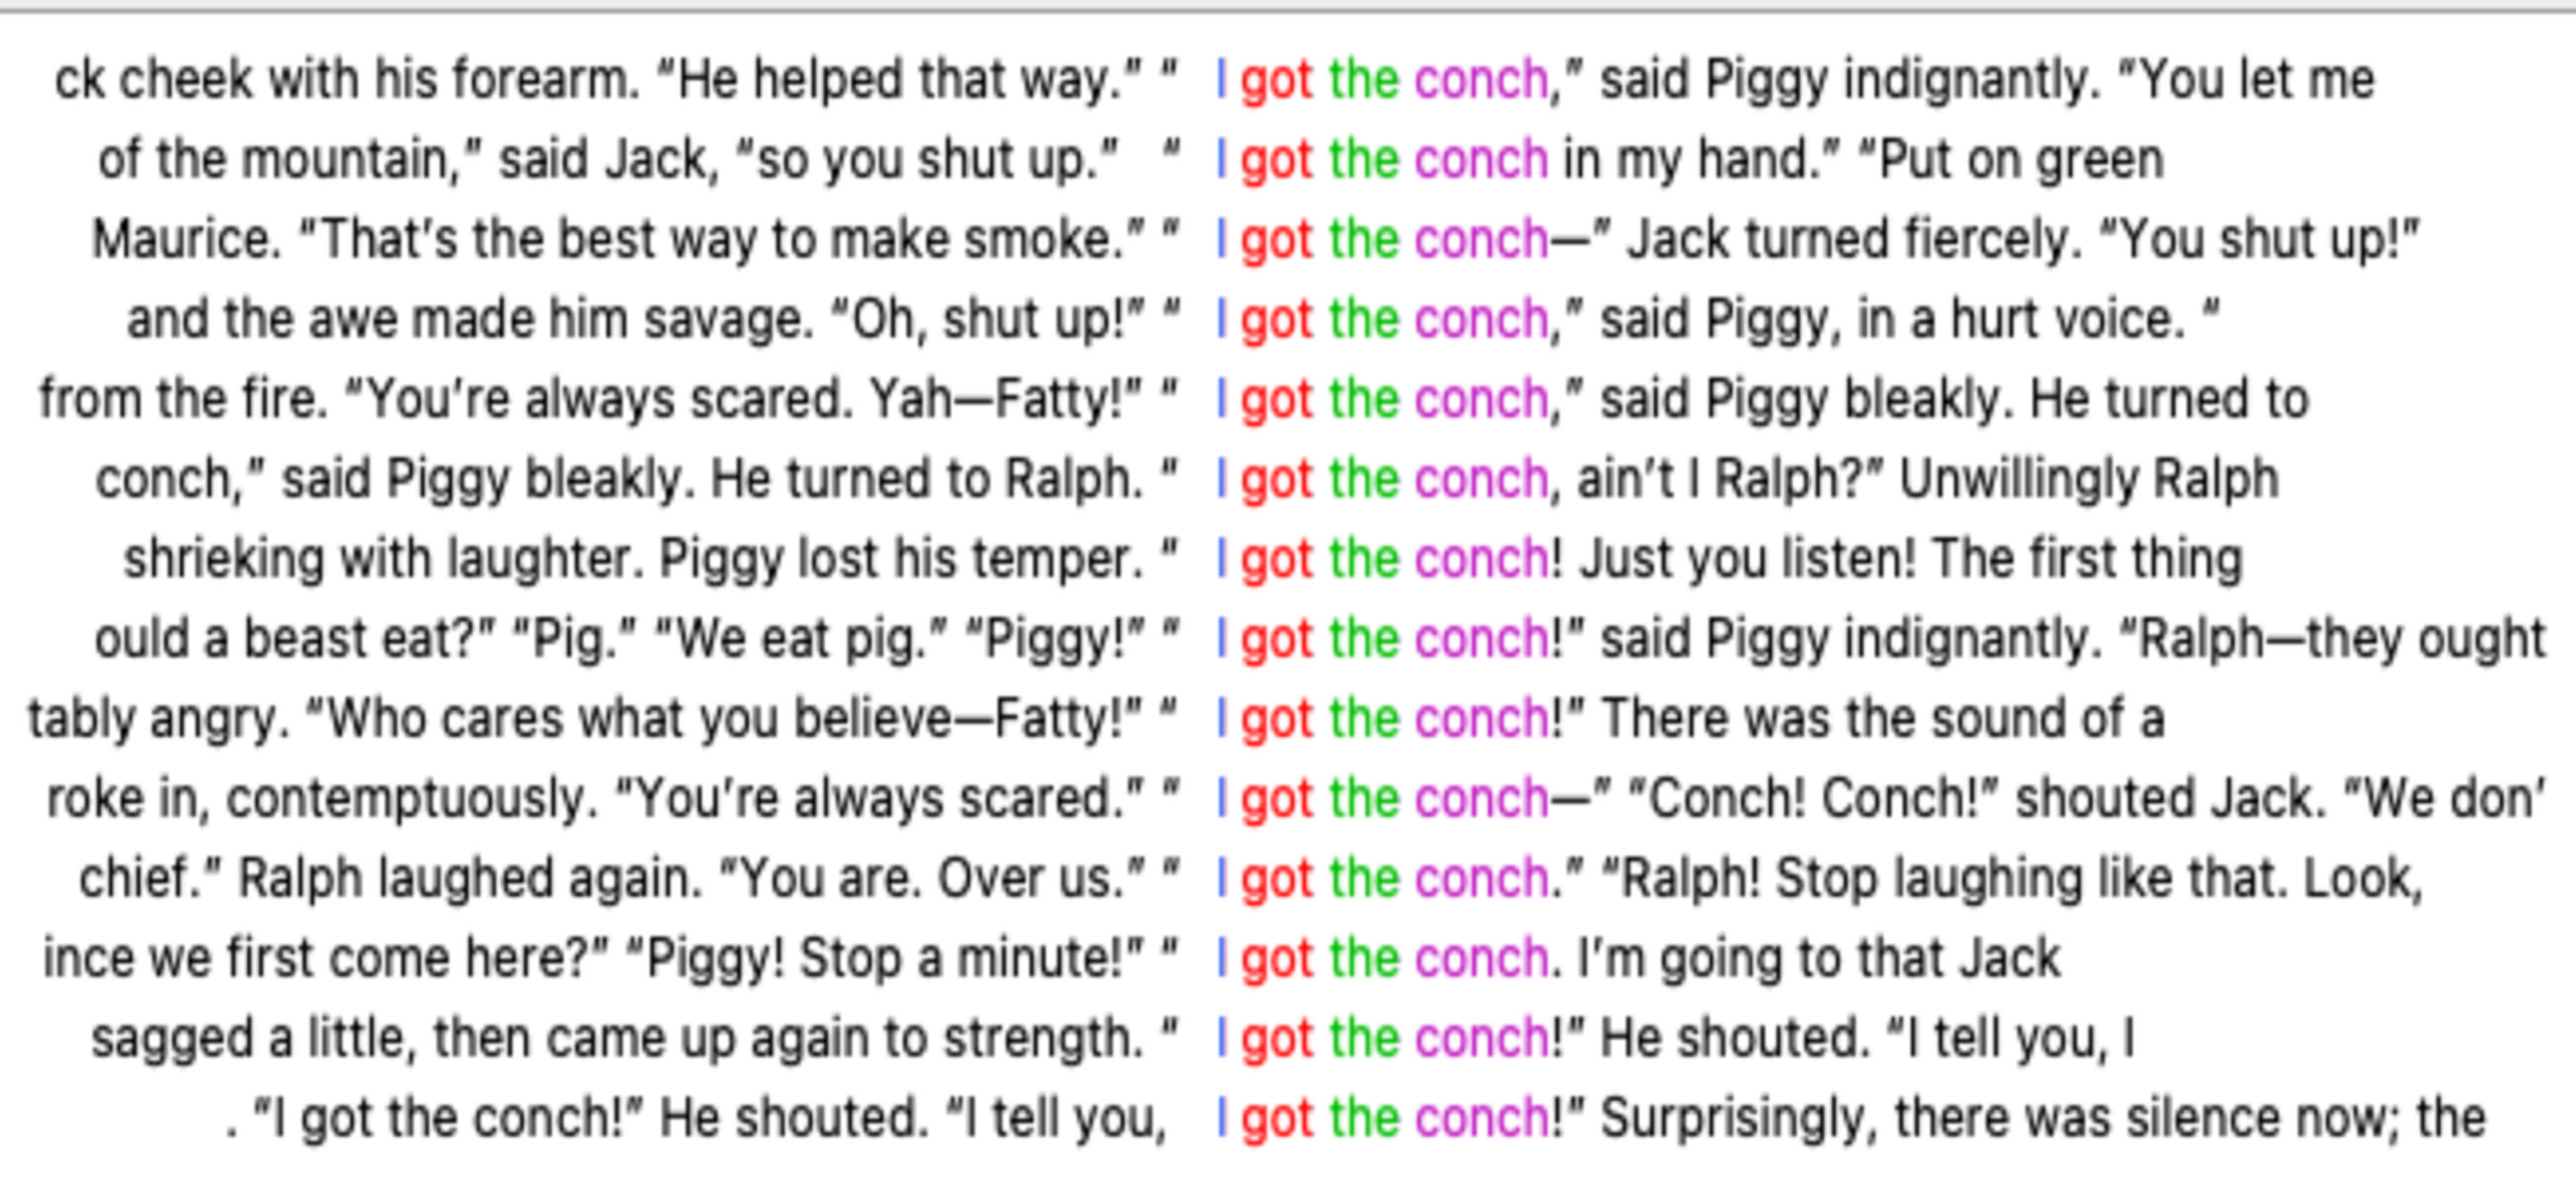 ck cheek with his forearm. “He helped that way.” “ I got the conch,” said Piggy indignantly. “You let me
of the mountain,” said Jack, “so you shut up.” “ I got the conch in my hand.” “Put on green
Maurice. “That’s the best way to make smoke.” “ I got the conch—” Jack turned fiercely. “You shut up!”
and the awe made him savage. “Oh, shut up!” “ I got the conch,” said Piggy, in a hurt voice. “
from the fire. “You’re always scared. Yah—Fatty!” “ I got the conch,” said Piggy bleakly. He turned to
conch,” said Piggy bleakly. He turned to Ralph. “ I got the conch, ain’t I Ralph?” Unwillingly Ralph
shrieking with laughter. Piggy lost his temper. “ I got the conch! Just you listen! The first thing
ould a beast eat?” “Pig.” “We eat pig.” “Piggy!” “ I got the conch!” said Piggy indignantly. “Ralph—they ought
tably angry. “Who cares what you believe—Fatty!” “ I got the conch!” There was the sound of a
roke in, contemptuously. “You’re always scared.” “ I got the conch—” “Conch! Conch!” shouted Jack. “We don’
chief.” Ralph laughed again. “You are. Over us.” “ I got the conch.” “Ralph! Stop laughing like that. Look,
ince we first come here?” “Piggy! Stop a minute!” “ I got the conch. I’m going to that Jack
sagged a little, then came up again to strength. “ I got the conch!” He shouted. “I tell you, I
. “I got the conch!” He shouted. “I tell you, I got the conch!” Surprisingly, there was silence now; the